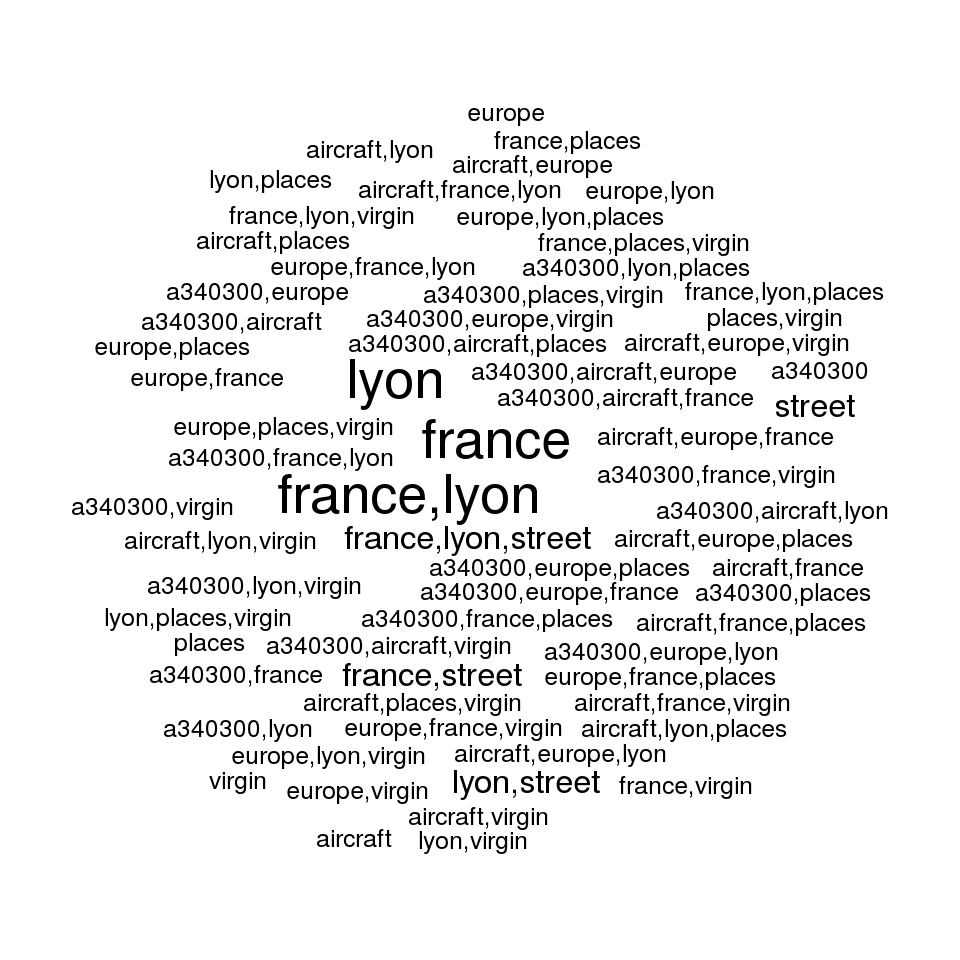 europe
france,places
aircraft,lyon
aircraft,europe
lyon,places
aircraft,france,lyon
europe,lyon
france,lyon,virgin
europe,lyon,places
aircraft,places
france,places,virgin
europe,france,lyon
a340300,lyon,places
a340300,europe
a340300,places,virgin
france,lyon,places
a340300,aircraft
a340300,europe,virgin
places,virgin
europe,places
a340300,aircraft,places
aircraft,europe,virgin
europe,france
lyon
a340300,aircraft,europe
a340300
a340300,aircraft,france
street
europe,places,virgin
france
aircraft,europe,france
a340300,france,lyon
a340300,france,virgin
france,lyon
a340300,virgin
a340300,aircraft,lyon
aircraft,lyon,virgin
france,lyon,street
aircraft,europe,places
a340300,europe,places
aircraft,france
a340300,lyon,virgin
a340300,europe,france
a340300,places
lyon,places,virgin
a340300,france,places
aircraft,france,places
places
a340300,aircraft,virgin
a340300,europe,lyon
a340300,france
france,street
europe,france,places
aircraft,places,virgin
aircraft,france,virgin
a340300,lyon
europe,france,virgin
aircraft,lyon,places
europe,lyon,virgin
aircraft,europe,lyon
virgin
europe,virgin
lyon,street
france,virgin
aircraft,virgin
aircraft
lyon,virgin